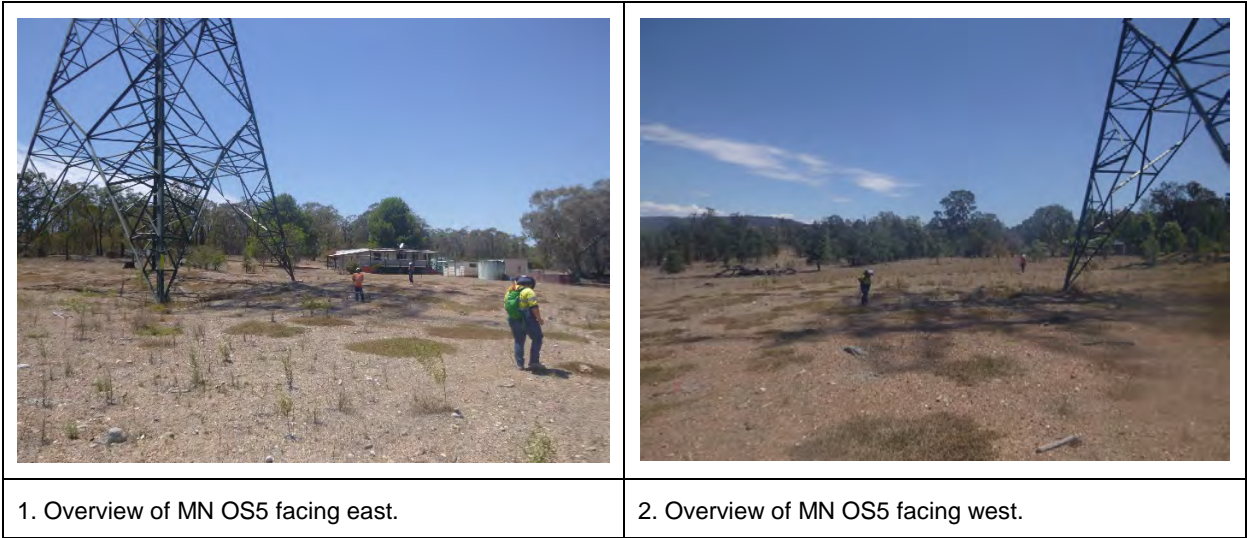 1. Overview of MN OS5 facing east.
2. Overview of MN OS5 facing west.